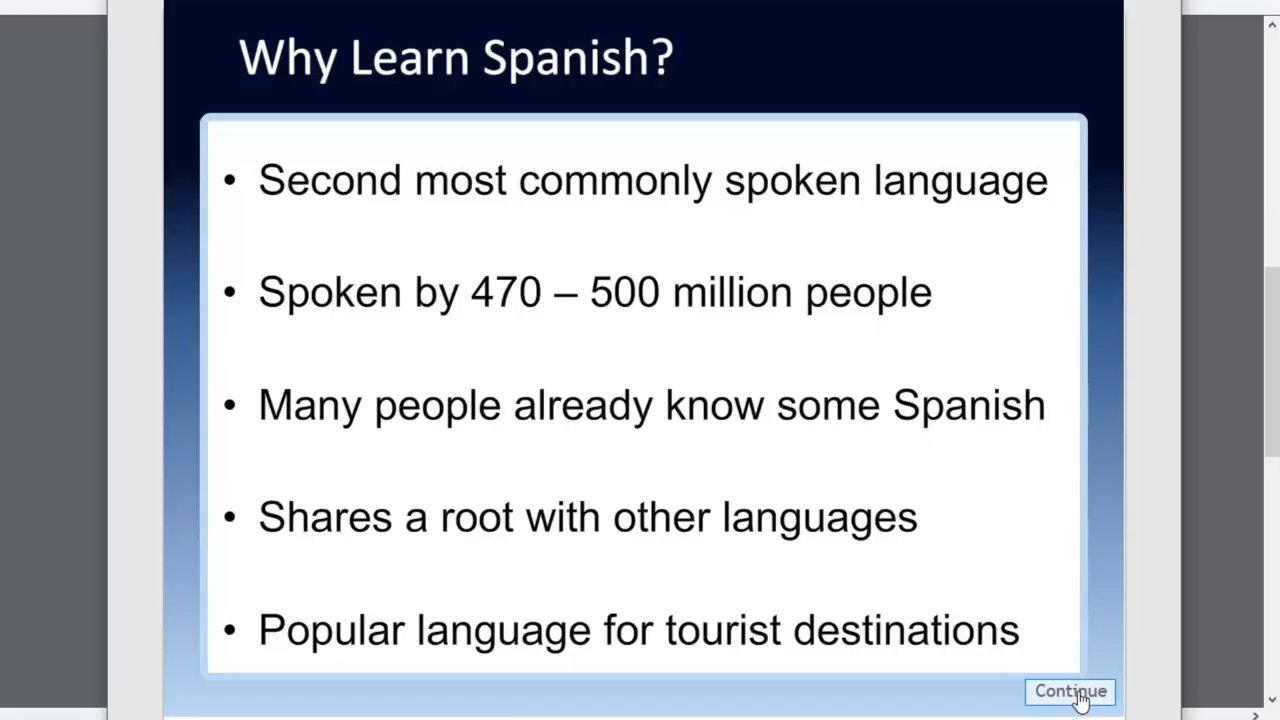 Why Learn Spanish?
• Second most commonly spoken language
• Spoken by 470 – 500 million people
• Many people already know some Spanish
• Shares a root with other languages
• Popular language for tourist destinations
Continue